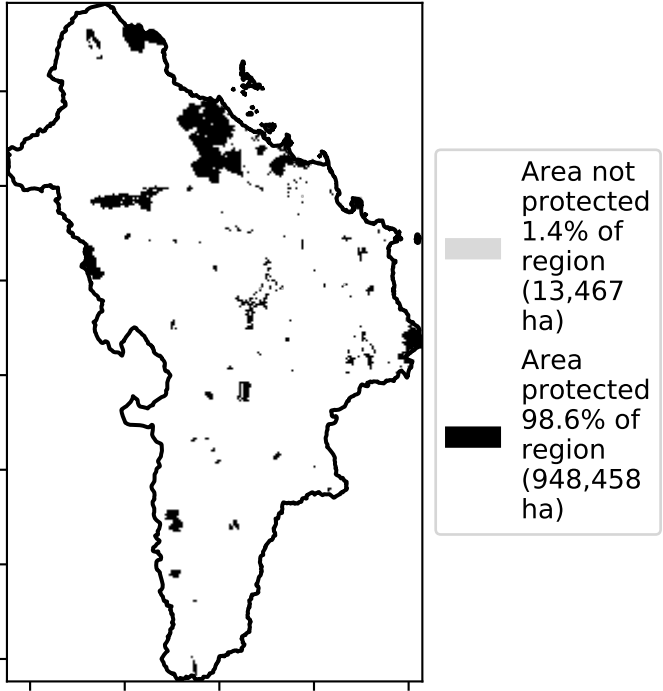 Area not
protected
1.4% of
region
(13,467
ha)
Area
protected
98.6% of
region
(948,458
ha)